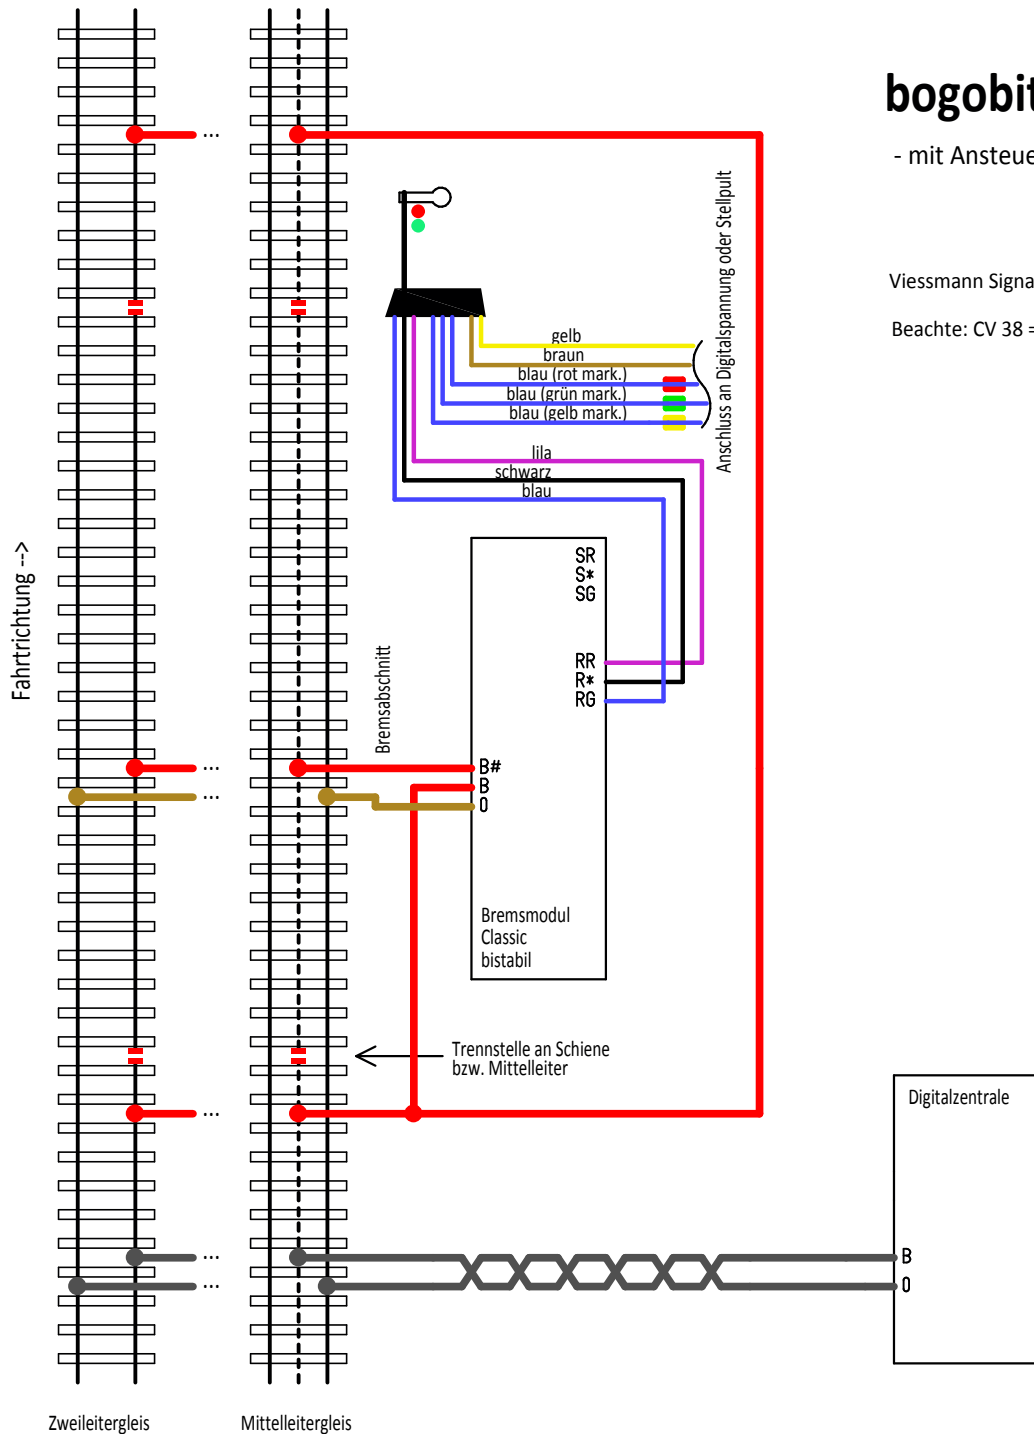 bogobit
- mit Ansteue
Viessmann Signa
Beachte: CV 38 =
...
Anschluss an Digitalspannung oder Stellpult
gelb
braun
blau (rot mark.)
blau (grün mark.)
blau (gelb mark.)
lila
schwarz
blau
SR
S*
SG
Fahrtrichtung -->
Bremsabschnitt
RR
R*
RG
...
B#
B
...
O
Bremsmodul
Classic
bistabil
Trennstelle an Schiene
bzw. Mittelleiter
...
Digitalzentrale
...
B
...
O
Zweileitergleis
Mittelleitergleis